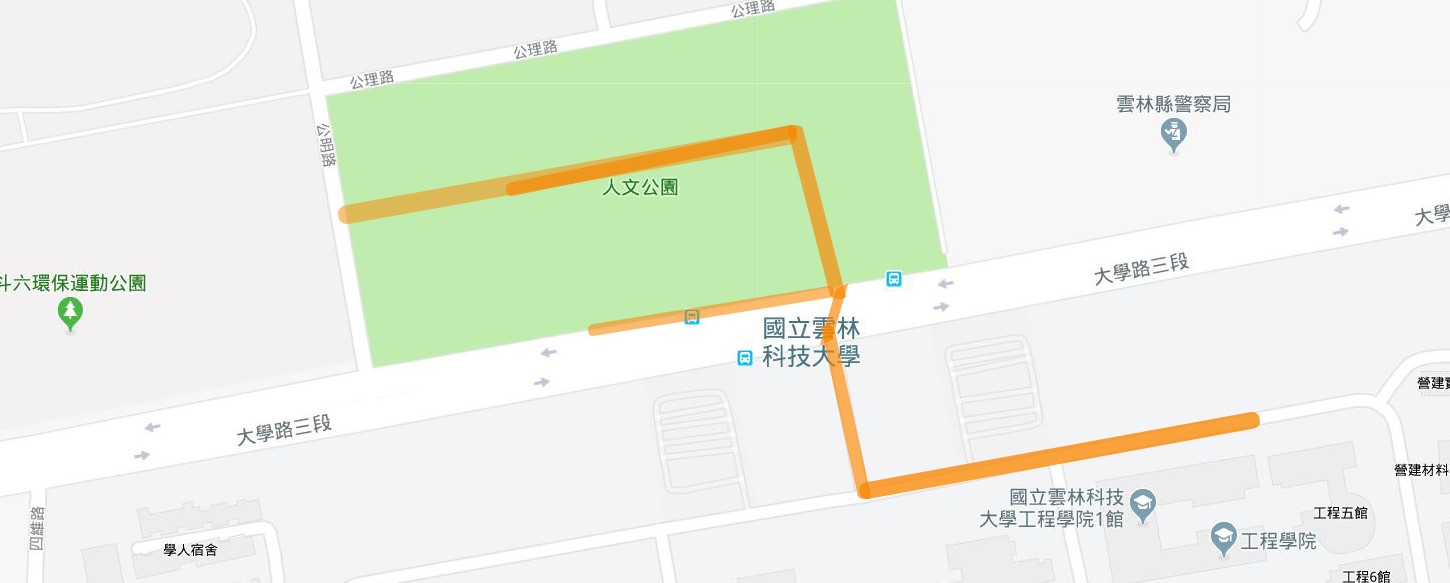 公理路
公理路
公理路
公明路
雲林縣警察局
人文公園
大學
大學路三段
斗六環保運動公園
國立雲林
科技大學
大學路三段
營建
營建材料
國立雲林科技
大學工程學院1館
工程五館
四維路
學人宿舍
工程學院
工程6館